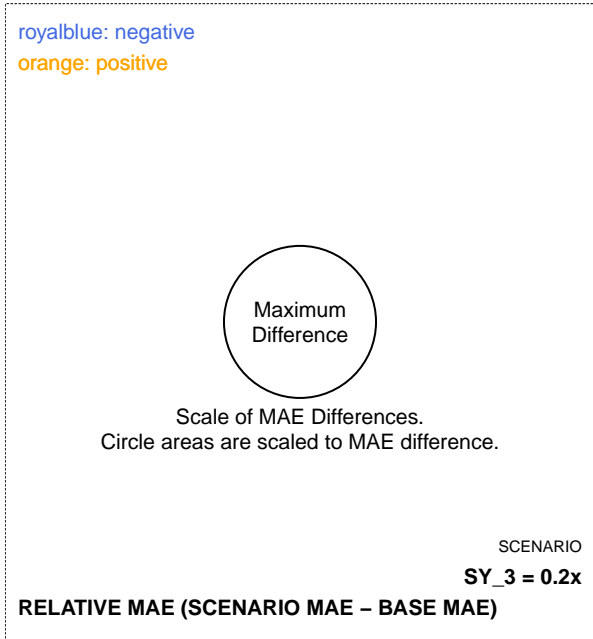 royalblue: negative
orange: positive
Maximum
Difference
Scale of MAE Differences.
Circle areas are scaled to MAE difference.
SCENARIO
SY_3 = 0.2x
RELATIVE MAE (SCENARIO MAE – BASE MAE)